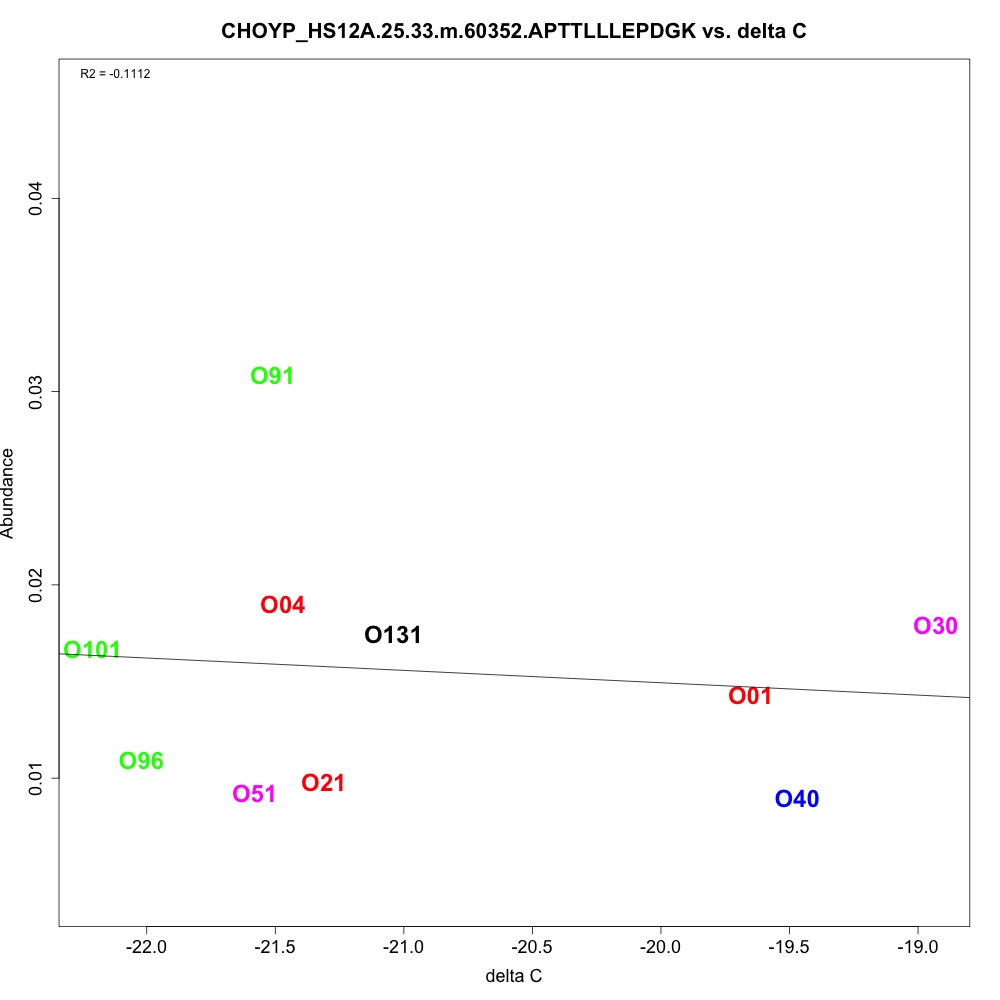 CHOYP_HS12A.25.33.m.60352.APTTLLLEPDGK vs. delta C
R2 = -0.1112
0.04
0.03
0.02
0.01
Abundance
O91
O04
O131
O30
O101
O01
O96
O21
O51
O40
-22.0 -21.5 -21.0 -20.5 -20.0 -19.5 -19.0
delta C